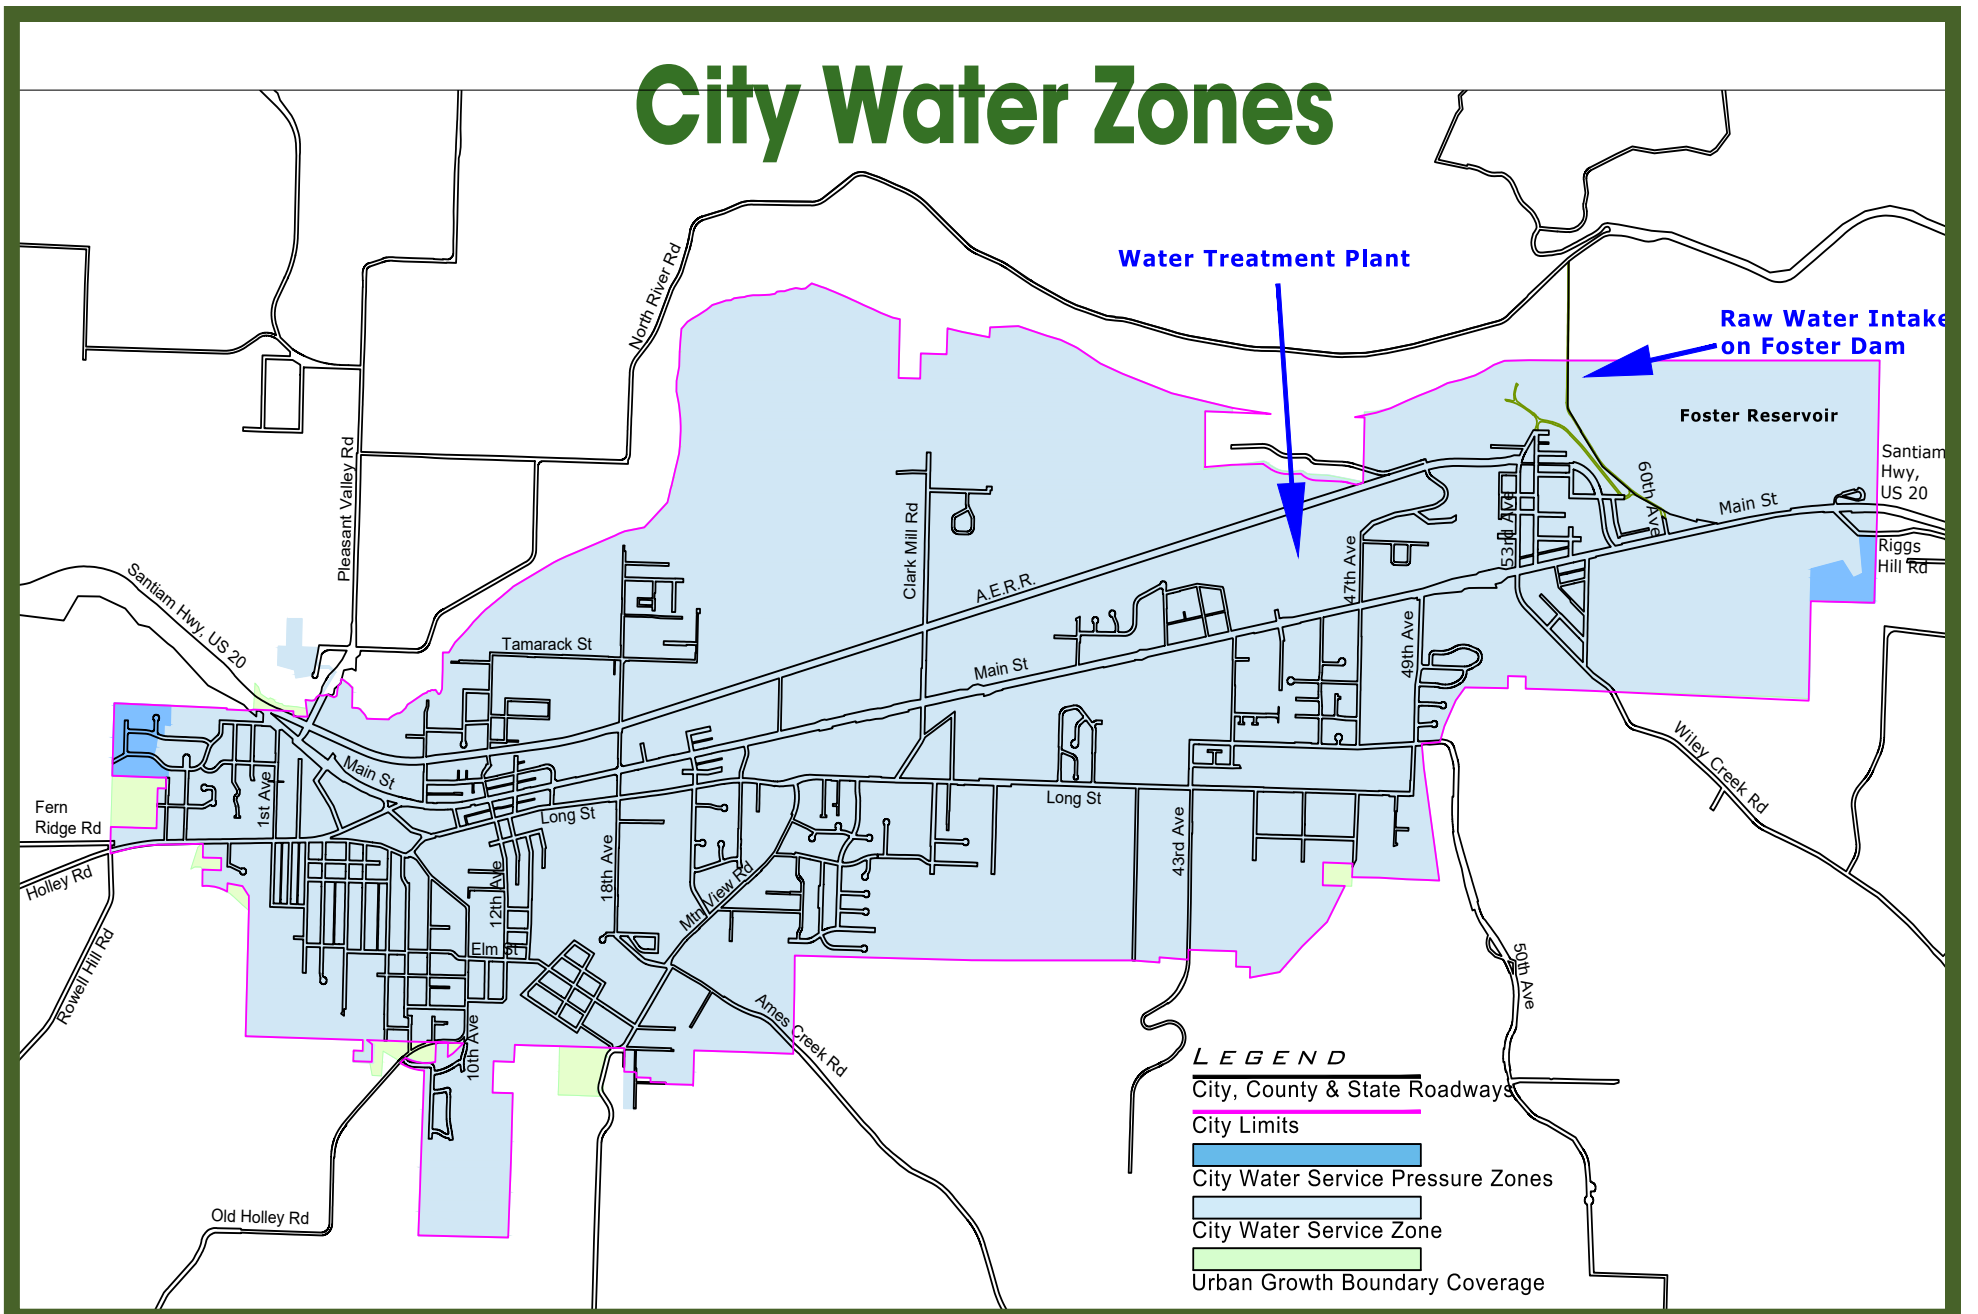 City Water Zones
Water Treatment Plant
Raw Water Intake
on Foster Dam
Foster Reservoir
North River Rd
Pleasant Valley Rd
Santiam Hwy, US 20
Santiam
Hwy,
US 20
Riggs
Hill Rd
60th Ave
Main St
53rd Ave
47th Ave
49th Ave
Clark Mill Rd
A.E.R.R.
Main St
Tamarack St
Main St
1st Ave
Long St
Long St
Fern
Ridge Rd
Holley Rd
Rowell Hill Rd
12th Ave
18th Ave
Mtn View Rd
43rd Ave
Elm St
10th Ave
Ames Creek Rd
Wiley Creek Rd
50th Ave
Old Holley Rd
LEGEND
City, County & State Roadways
City Limits
City Water Service Pressure Zones
City Water Service Zone
Urban Growth Boundary Coverage